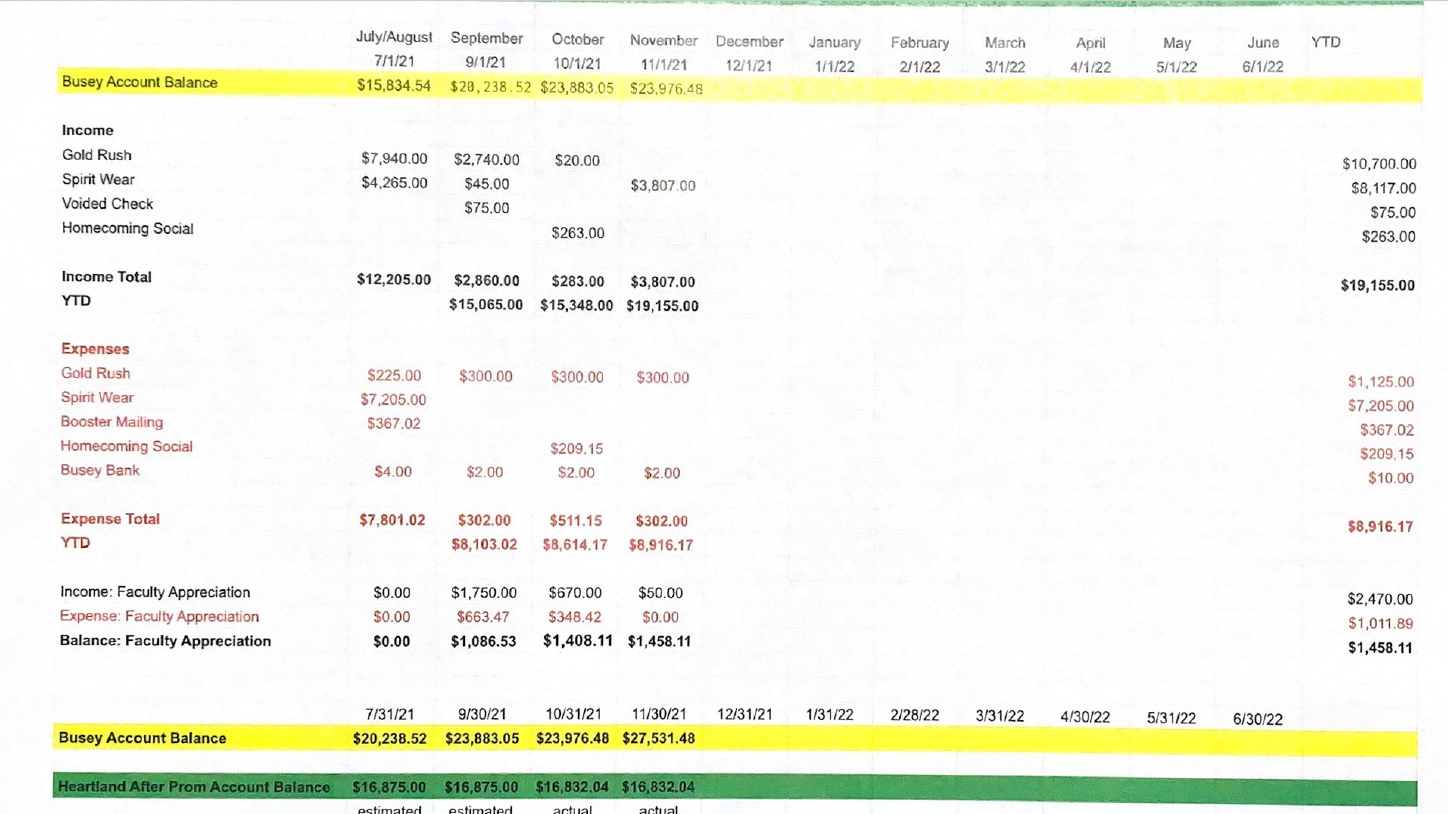 July/August September October November December January February March April May June YTD
7/1/21 9/1/21 10/1/21 11/1/21 12/1/21 1/1/22 2/1/22 3/1/22 4/1/22 5/1/22 6/1/22
Busey Account Balance $15,834.54 $20,238.52 $23,883.05 $23,976.48
Income
Gold Rush $7,940.00 $2,740.00 $20.00 $10,700.00
Spirit Wear $4,265.00 $45.00 $3,807.00 $8,117.00
Voided Check $75.00 $75.00
Homecoming Social $263.00 $263.00
Income Total $12,205.00 $2,860.00 $283.00 $3,807.00 $19,155.00
YTD $15,065.00 $15,348.00 $19,155.00
Expenses
Gold Rush $225.00 $300.00 $300.00 $300.00 $1,125.00
Spirit Wear $7,205.00 $7,205.00
Booster Mailing $367.02 $367.02
Homecoming Social $209.15 $209.15
Busey Bank $4.00 $2.00 $2.00 $2.00 $10.00
Expense Total $7,801.02 $302.00 $511.15 $302.00 $8,916.17
YTD $8,103.02 $8,614.17 $8,916.17
Income: Faculty Appreciation $0.00 $1,750.00 $670.00 $50.00 $2,470.00
Expense: Faculty Appreciation $0.00 $663.47 $348.42 $0.00 $1,011.89
Balance: Faculty Appreciation $0.00 $1,086.53 $1,408.11 $1,458.11 $1,458.11
7/31/21 9/30/21 10/31/21 11/30/21 12/31/21 1/31/22 2/28/22 3/31/22 4/30/22 5/31/22 6/30/22
Busey Account Balance $20,238.52 $23,883.05 $23,976.48 $27,531.48
Heartland After Prom Account Balance $16,875.00 $16,875.00 $16,832.04 $16,832.04
estimated estimated actual actual